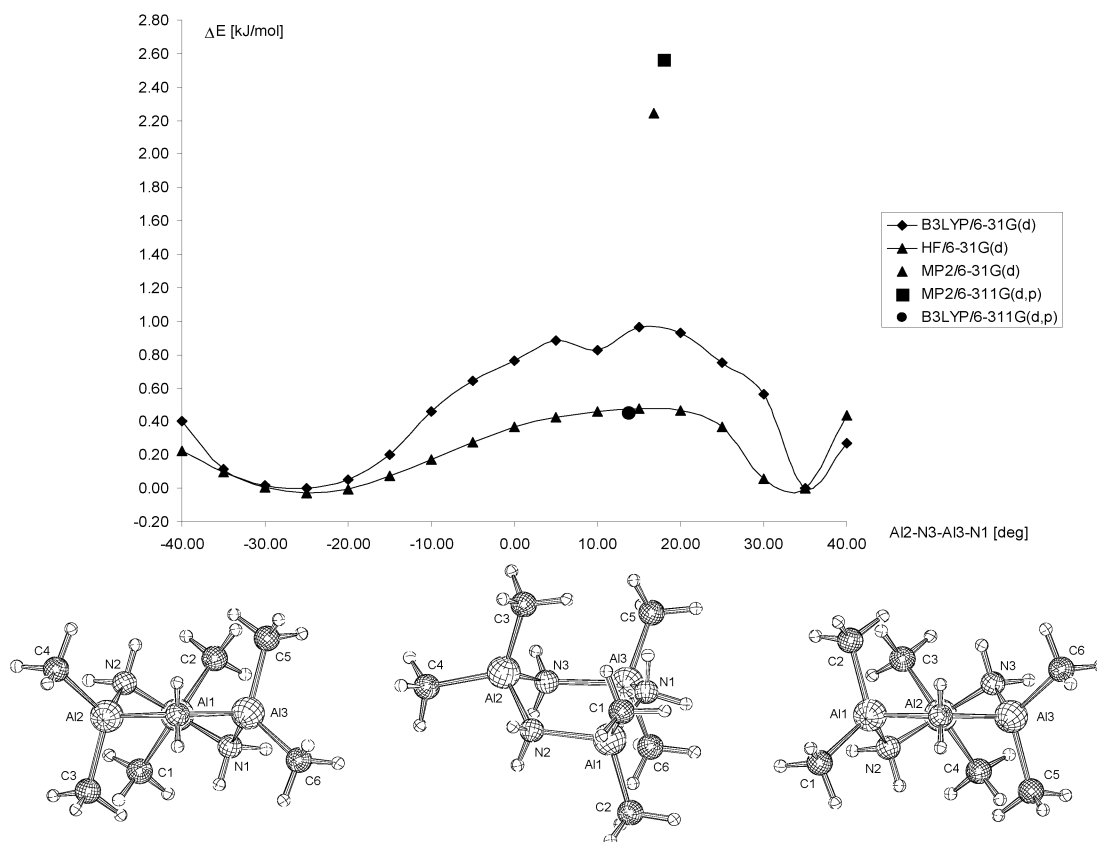 ΔE [kJ/mol]
2.80
2.60
2.40
2.20
2.00
1.80
1.60
1.40
1.20
1.00
0.80
0.60
0.40
0.20
0.00
-0.20
-40.00 -30.00 -20.00 -10.00 0.00 10.00 20.00 30.00 40.00
Al2-N3-Al3-N1 [deg]
B3LYP/6-31G(d)
HF/6-31G(d)
MP2/6-31G(d)
MP2/6-311G(d,p)
B3LYP/6-311G(d,p)
C4 N2 C2 C5
Al2 Al1 Al3
C3 C1 N1 C6
C3 C5
C4 N3 Al3 N1
Al2 C1
N2 Al1 C6
C2
C2 C3 N3 C6
Al1 Al2 Al3
C1 N2 C4 C5